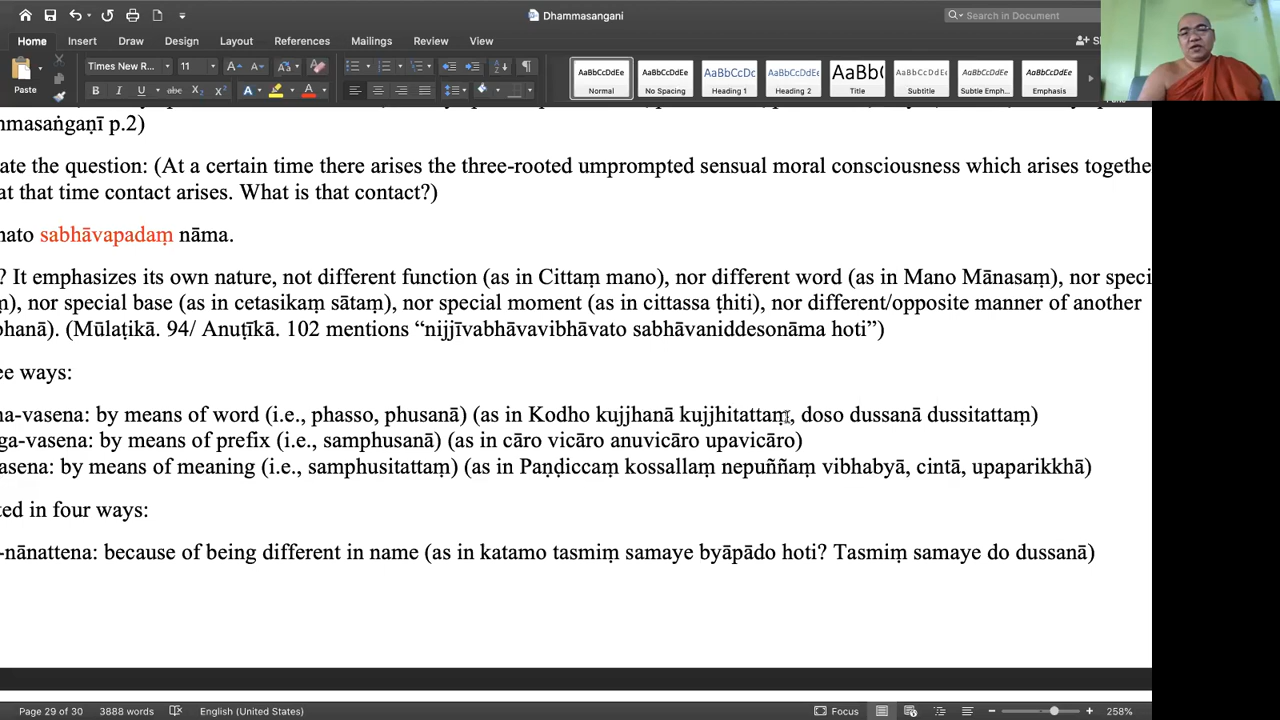 Dhammasangani
Search in Document
Home Insert Draw Design Layout References Mailings Review View
Times New R... 11
Paste
AaBbCcDdEe AaBbCcDdEe AaBbCcDc AaBbCcDdEe AaBb( AaBbCcDdEe AaBbCcDdEe AaBbCcDdEe
Normal No Spacing Heading 1 Heading 2 Title Subtitle Subtle Emph... Emphasis
nmasaṅgaṇī p.2)
ate the question: (At a certain time there arises the three-rooted umprompted sensual moral consciousness which arises togethe
at that time contact arises. What is that contact?)
nato sabhāvapadaṃ nāma.
? It emphasizes its own nature, not different function (as in Cittaṃ mano), nor different word (as in Mano Mānasaṃ), nor speci
ṃ), nor special base (as in cetasikaṃ sātaṃ), nor special moment (as in cittassa ṭhiti), nor different/opposite manner of another
bhanā). (Mūlaṭikā. 94/ Anuṭīkā. 102 mentions “nijjīvabhāvavibhāvato sabhāvaniddesonāma hoti”)
ee ways:
na-vasena: by means of word (i.e., phasso, phusanā) (as in Kodho kujjhanā kujjhitattaṃ, doso dussanā dussitattaṃ)
ga-vasena: by means of prefix (i.e., samphusanā) (as in cāro vicāro anuvicāro upavicāro)
asena: by means of meaning (i.e., samphusitattaṃ) (as in Paṇḍiccaṃ kosallaṃ nepuññaṃ vibhabyā, cintā, upaparikkhā)
ted in four ways:
-nānattena: because of being different in name (as in katamo tasmiṃ samaye byāpādo hoti? Tasmiṃ samaye do dussanā)
Page 29 of 30 3888 words English (United States) Focus 258%